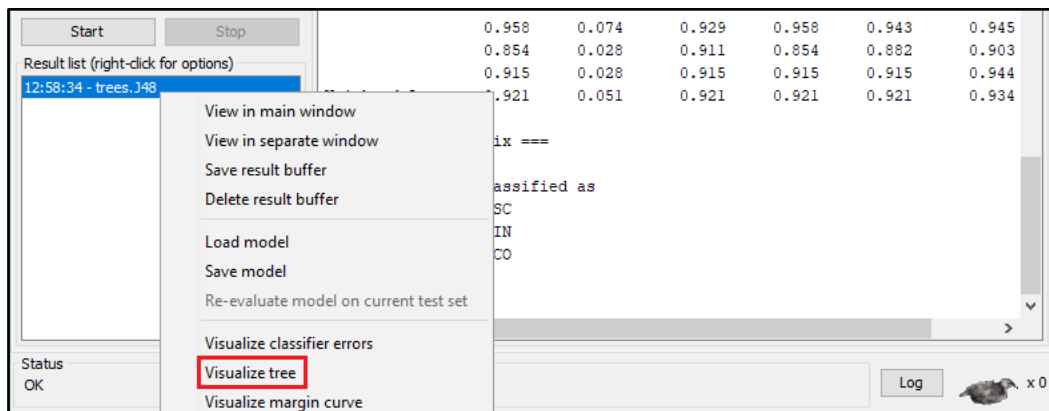 Start Stop
Result list (right-click for options)
12:58:34 - trees.J48
0.958 0.074 0.929 0.958 0.943 0.945
0.854 0.028 0.911 0.854 0.882 0.903
0.915 0.028 0.915 0.915 0.915 0.944
.921 0.051 0.921 0.921 0.921 0.934
ix ===
assified as
SC
IN
CO
View in main window
View in separate window
Save result buffer
Delete result buffer
Load model
Save model
Re-evaluate model on current test set
Visualize classifier errors
Visualize tree
Visualize margin curve
Status
OK
Log
x 0